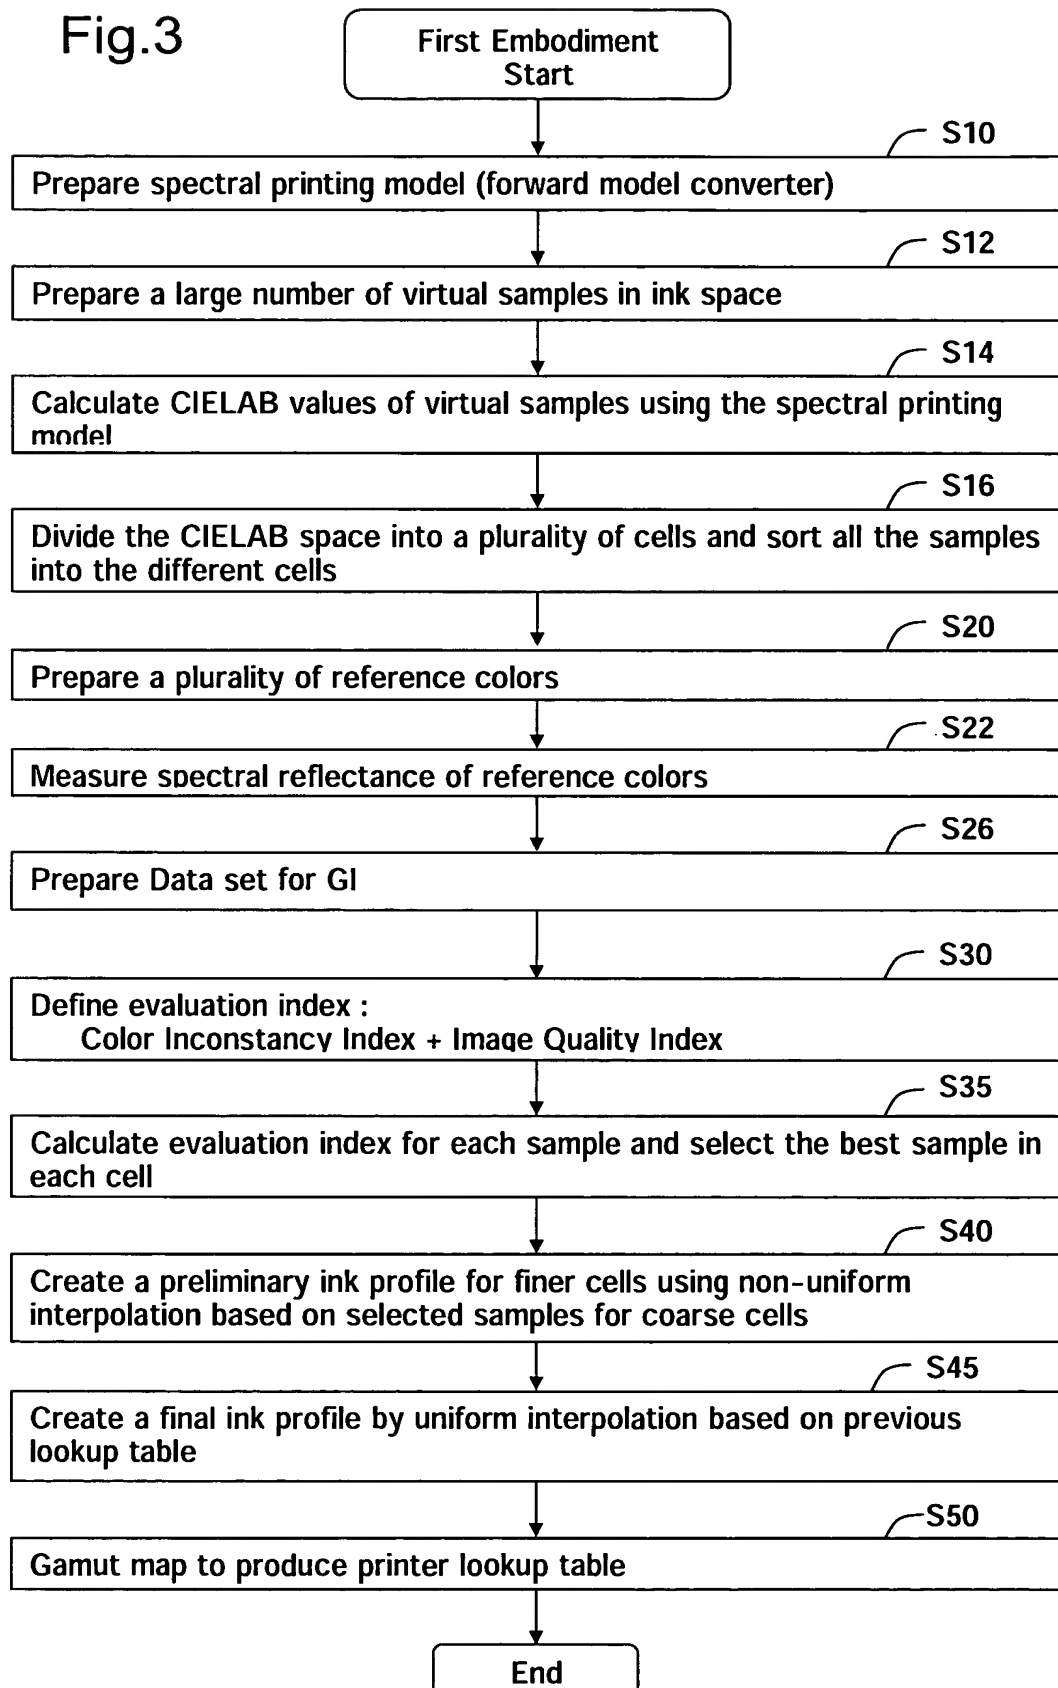 Fig.3
First Embodiment
Start
S10
Prepare spectral printing model (forward model converter)
S12
Prepare a large number of virtual samples in ink space
S14
Calculate CIELAB values of virtual samples using the spectral printing
model
S16
Divide the CIELAB space into a plurality of cells and sort all the samples
into the different cells
S20
Prepare a plurality of reference colors
S22
Measure spectral reflectance of reference colors
S26
Prepare Data set for GI
S30
Define evaluation index :
Color Inconstancy Index + Image Quality Index
S35
Calculate evaluation index for each sample and select the best sample in
each cell
S40
Create a preliminary ink profile for finer cells using non-uniform
interpolation based on selected samples for coarse cells
S45
Create a final ink profile by uniform interpolation based on previous
lookup table
S50
Gamut map to produce printer lookup table
End